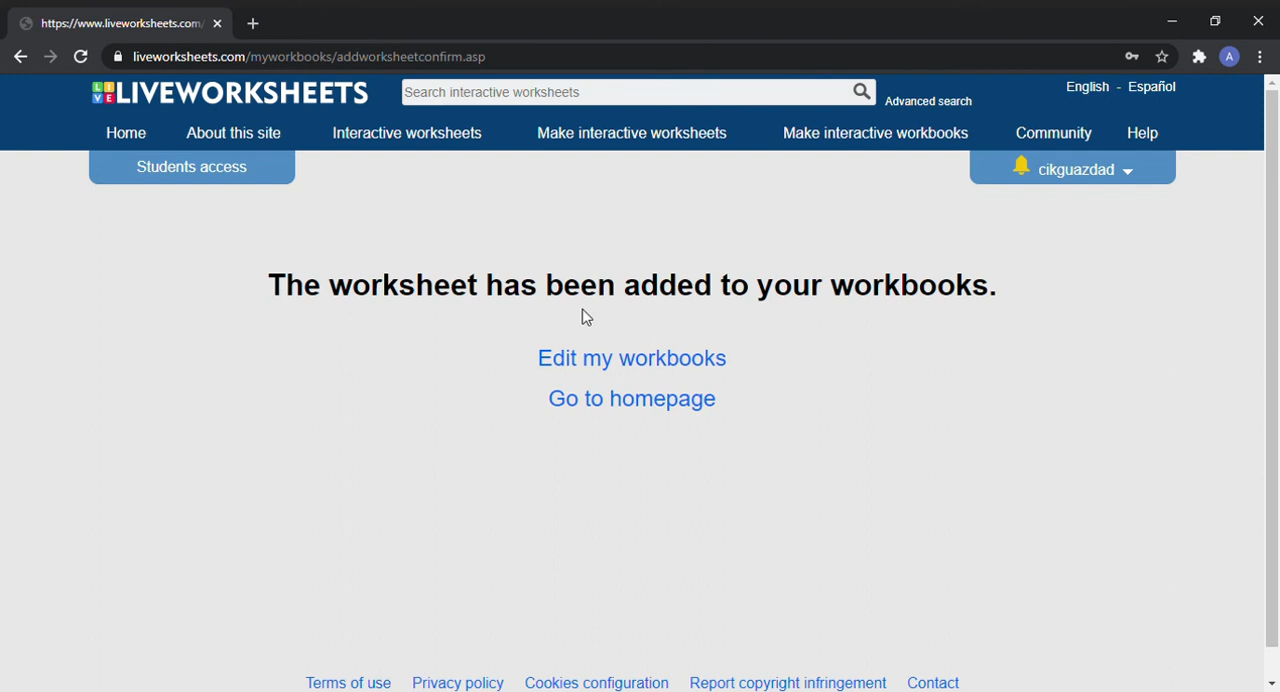 https://www.liveworksheets.com/
liveworksheets.com/myworkbooks/addworksheetconfirm.asp
A
LIVE LIVEWORKSHEETS
Search interactive worksheets
Advanced search
English - Español
Home About this site Interactive worksheets Make interactive worksheets Make interactive workbooks Community Help
Students access
cikguazdad
The worksheet has been added to your workbooks.
Edit my workbooks
Go to homepage
Terms of use Privacy policy Cookies configuration Report copyright infringement Contact